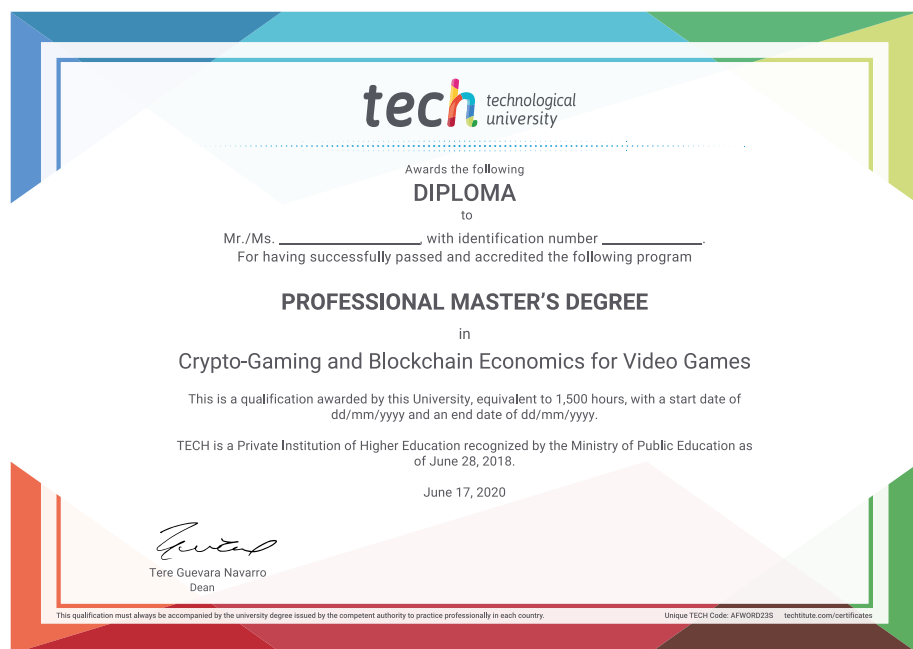 tech technological
university
Awards the following
DIPLOMA
to
Mr./Ms. ____________________, with identification number ______________.
For having successfully passed and accredited the following program
PROFESSIONAL MASTER'S DEGREE
in
Crypto-Gaming and Blockchain Economics for Video Games
This is a qualification awarded by this University, equivalent to 1,500 hours, with a start date of
dd/mm/yyyy and an end date of dd/mm/yyyy.
TECH is a Private Institution of Higher Education recognized by the Ministry of Public Education as
of June 28, 2018.
June 17, 2020
Tere Guevara Navarro
Dean
This qualification must always be accompanied by the university degree issued by the competent authority to practice professionally in each country. Unique TECH Code: AFWORD23S techtitute.com/certificates